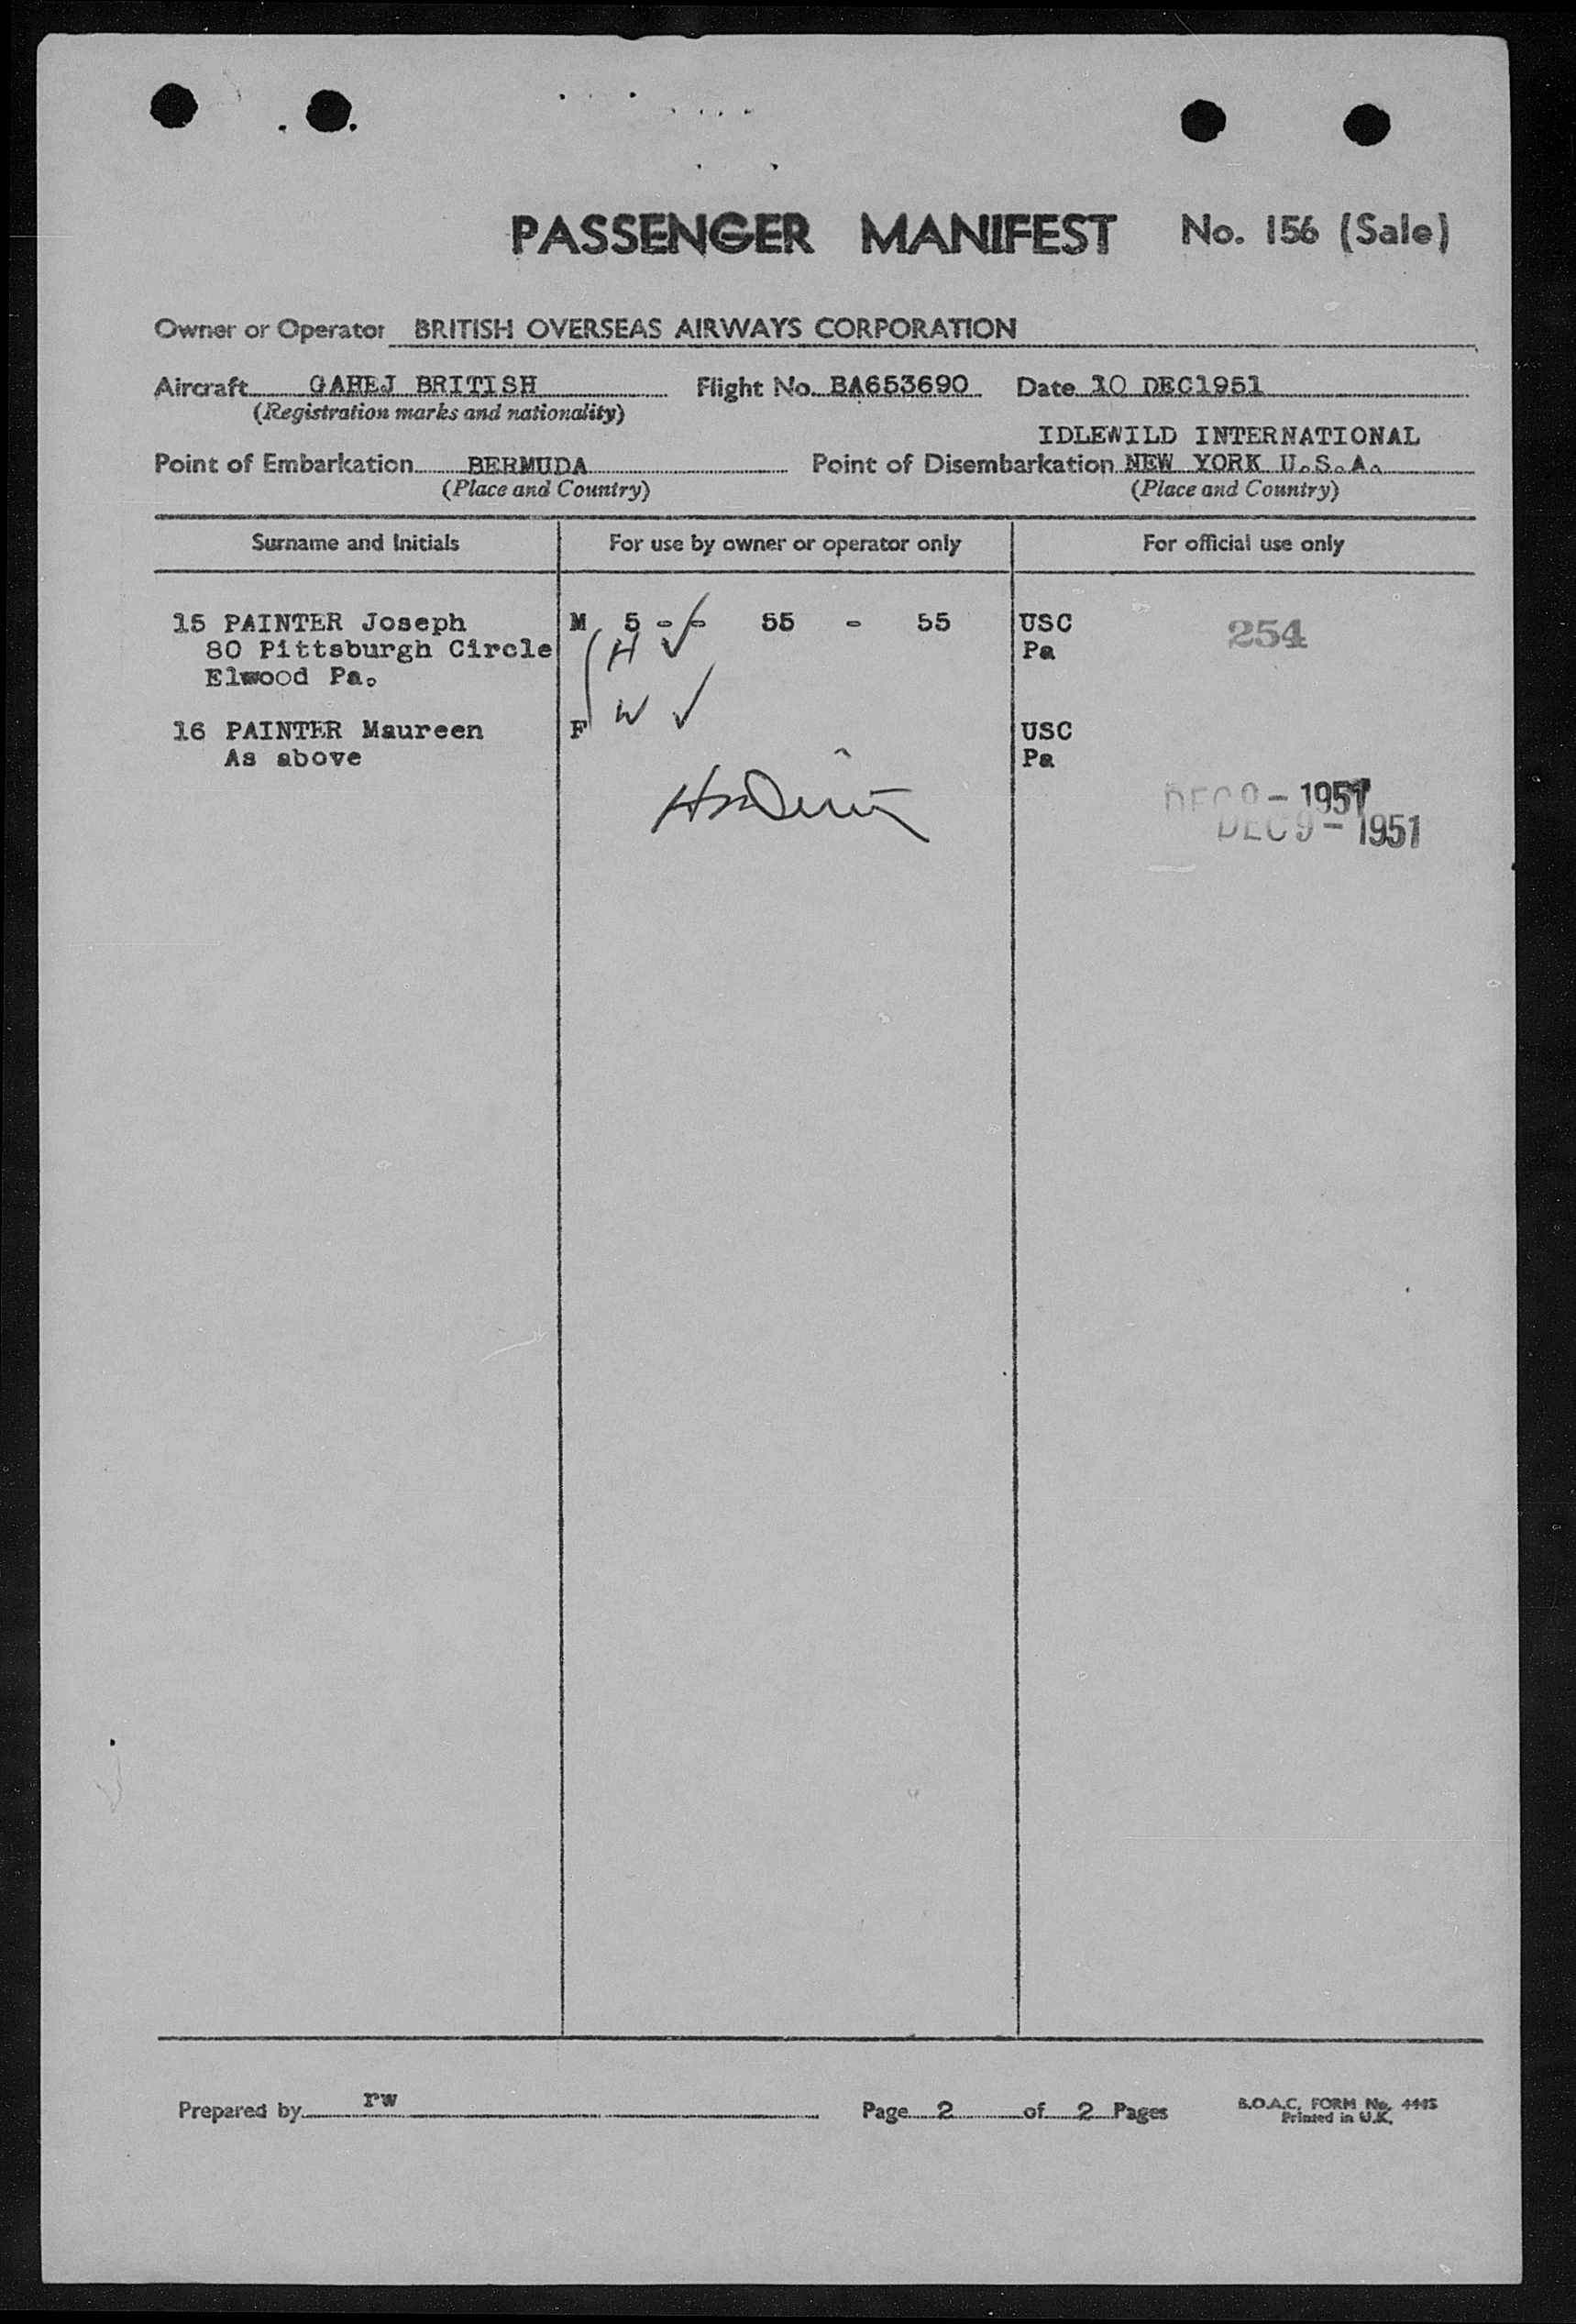 PASSENGER MANIFEST No. 156 (Sale)
Owner or Operator BRITISH OVERSEAS AIRWAYS CORPORATION
Aircraft GAHEJ BRITISH Flight No. BA653690 Date 10 DEC1951
(Registration marks and nationality)
IDLEWILD INTERNATIONAL
Point of Embarkation BERMUDA Point of Disembarkation NEW YORK U.S.A.
(Place and Country) (Place and Country)
Surname and Initials For use by owner or operator only For official use only
15 PAINTER Joseph M 5 - - 55 - 55 USC 254
80 Pittsburgh Circle H ✓ Pa
Elwood Pa.
W ✓
16 PAINTER Maureen F USC
As above Pa
DEC 9 - 1951
DEC 9 - 1951
Prepared by rw Page 2 of 2 Pages B.O.A.C. FORM No. 4445
Printed in U.K.